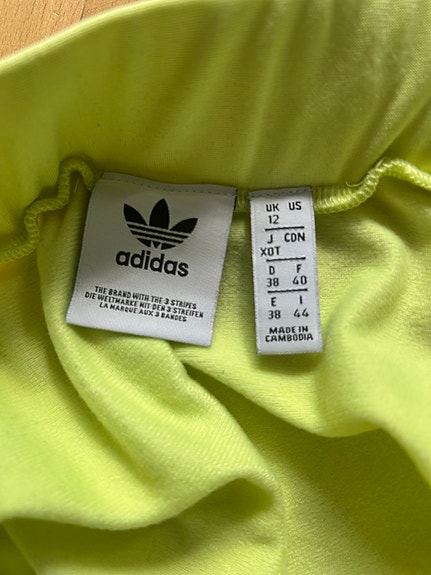 adidas
THE BRAND WITH THE 3 STRIPES
DIE WELTMARKE MIT DEN 3 STREIFEN
LA MARQUE AUX 3 BANDES
UK US
12
J CDN
XOT
D F
38 40
E I
38 44
MADE IN
CAMBODIA